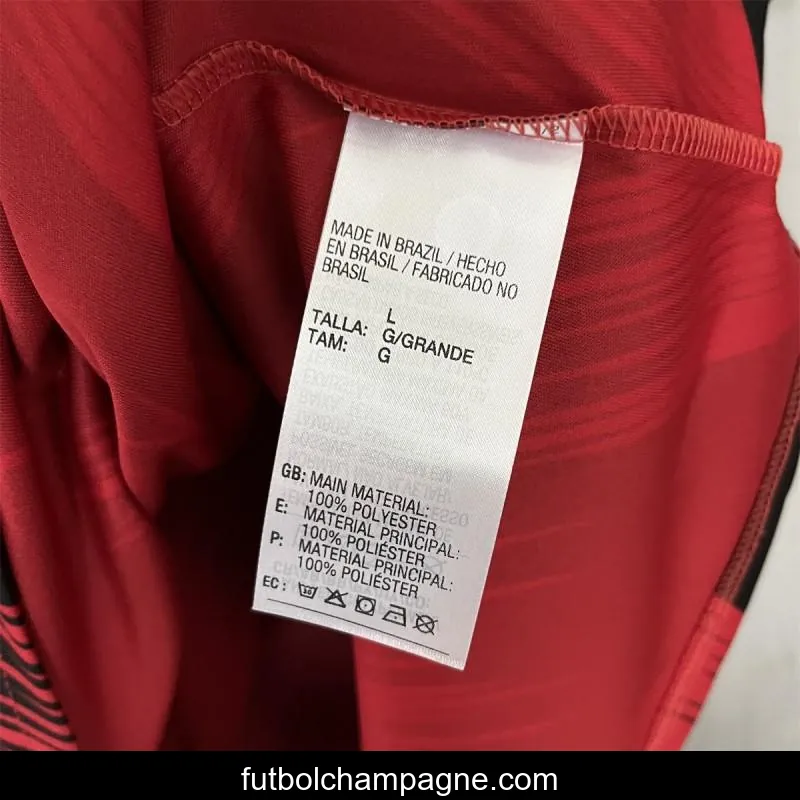 MADE IN BRAZIL / HECHO
EN BRASIL / FABRICADO NO
BRASIL
L
TALLA: G/GRANDE
TAM: G
GB: MAIN MATERIAL:
100% POLYESTER
E: MATERIAL PRINCIPAL:
100% POLIÉSTER
P: MATERIAL PRINCIPAL:
100% POLIÉSTER
EC:
futbolchampagne.com